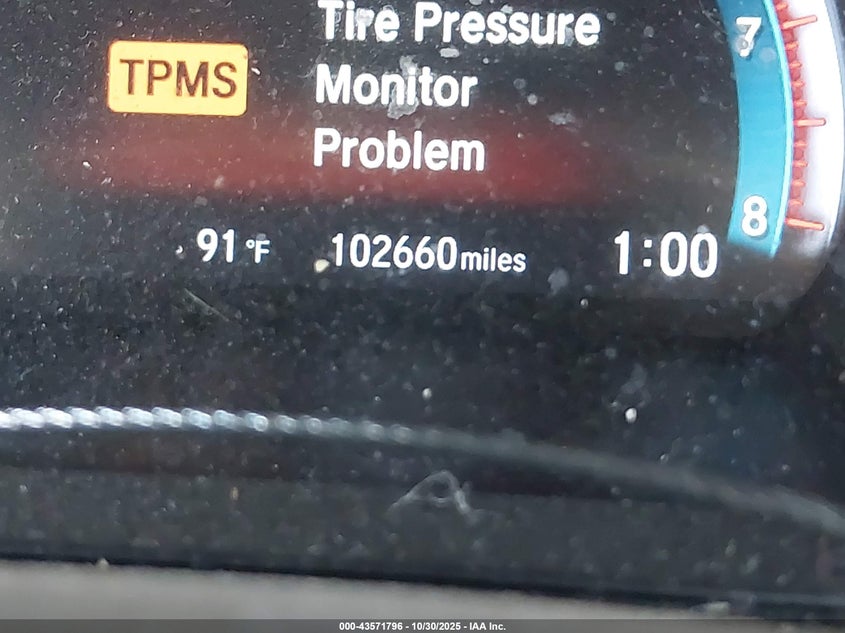 Tire Pressure
TPMS
Monitor
Problem
7
8
91 °F
102660 miles
1:00
000-43571796 - 10/30/2025 - IAA Inc.